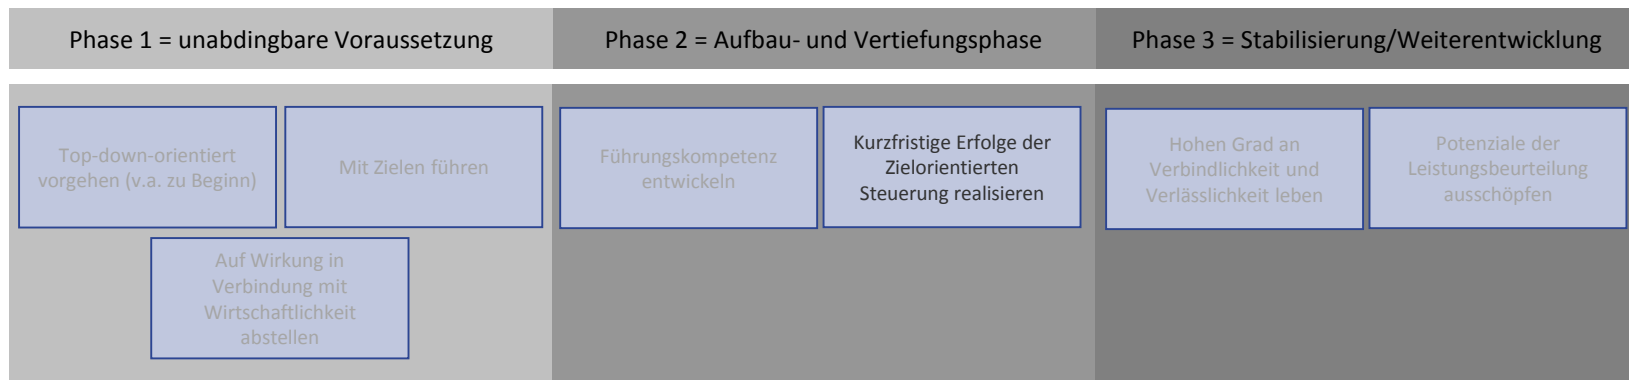 Phase 1 = unabdingbare Voraussetzung
Phase 2 = Aufbau- und Vertiefungsphase
Phase 3 = Stabilisierung/Weiterentwicklung
Top-down-orientiert
vorgehen (v.a. zu Beginn)
Mit Zielen führen
Auf Wirkung in
Verbindung mit
Wirtschaftlichkeit
abstellen
Führungskompetenz
entwickeln
Kurzfristige Erfolge der
Zielorientierten
Steuerung realisieren
Hohen Grad an
Verbindlichkeit und
Verlässlichkeit leben
Potenziale der
Leistungsbeurteilung
ausschöpfen